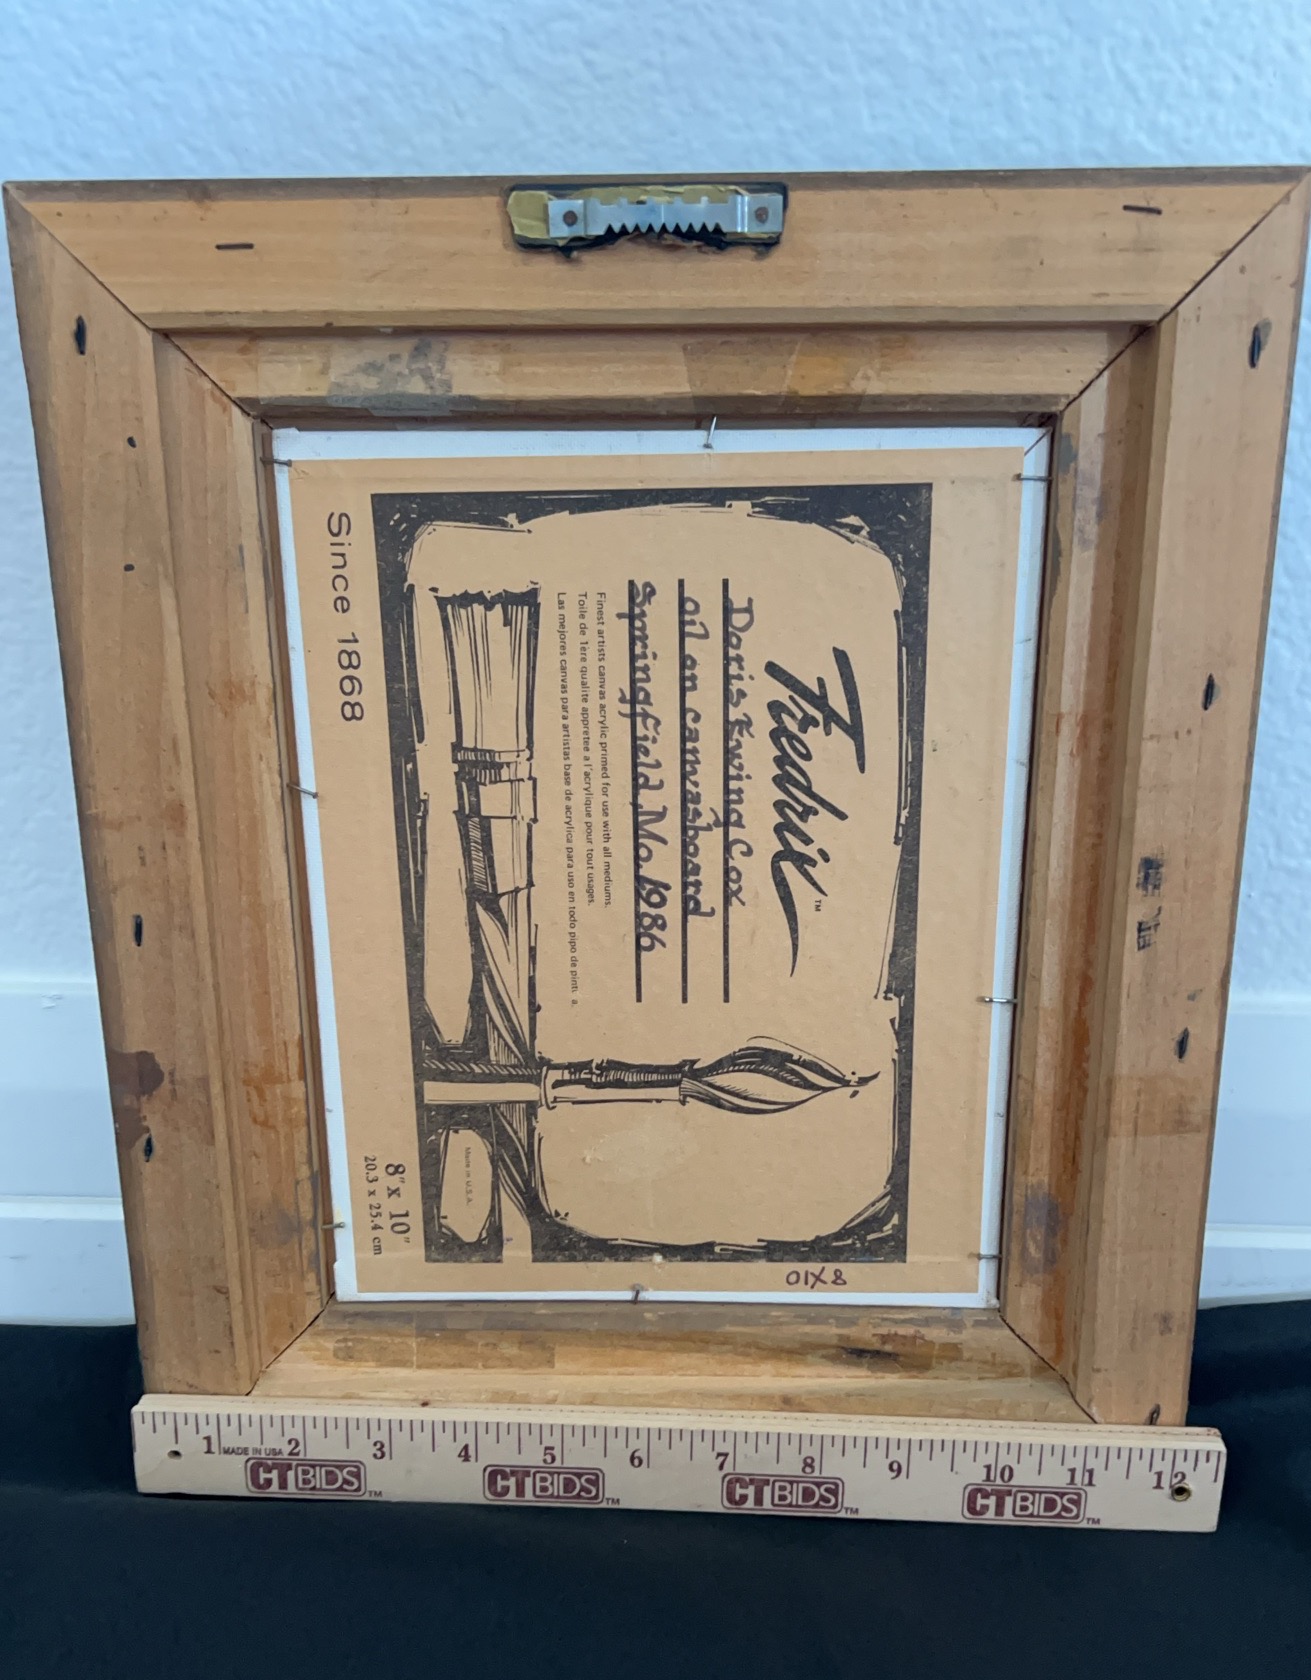 Fredrix™
Doris Ewing Cox
oil on canvasboard
Springfield, Mo. 1986
Finest artists canvas acrylic primed for use with all mediums.
Toile de 1ere qualite appretee a l'acrylique pour tout usages.
Las mejores canvas para artistas base de acrylica para uso en todo pipo de
Since 1868
Made in U.S.A.
8" x 10"
20.3 x 25.4 cm
8X10
1 MADE IN USA 2 3 4 5 6 7 8 9 10 11 12
CTBIDS™ CTBIDS™ CTBIDS™ CTBIDS™